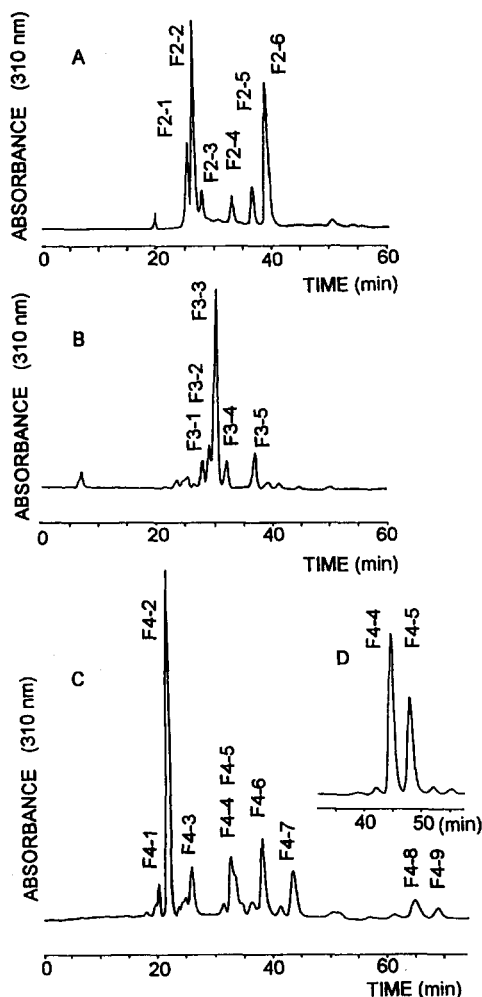 A
ABSORBANCE (310 nm)
F2-1
F2-2
F2-3
F2-4
F2-5
F2-6
0 20 40 60
TIME (min)
B
ABSORBANCE (310 nm)
F3-1
F3-2
F3-3
F3-4
F3-5
0 20 40 60
TIME (min)
C
ABSORBANCE (310 nm)
F4-1
F4-2
F4-3
F4-4
F4-5
F4-6
F4-7
F4-8
F4-9
0 20 40 60
TIME (min)
D
F4-4
F4-5
40 50 (min)